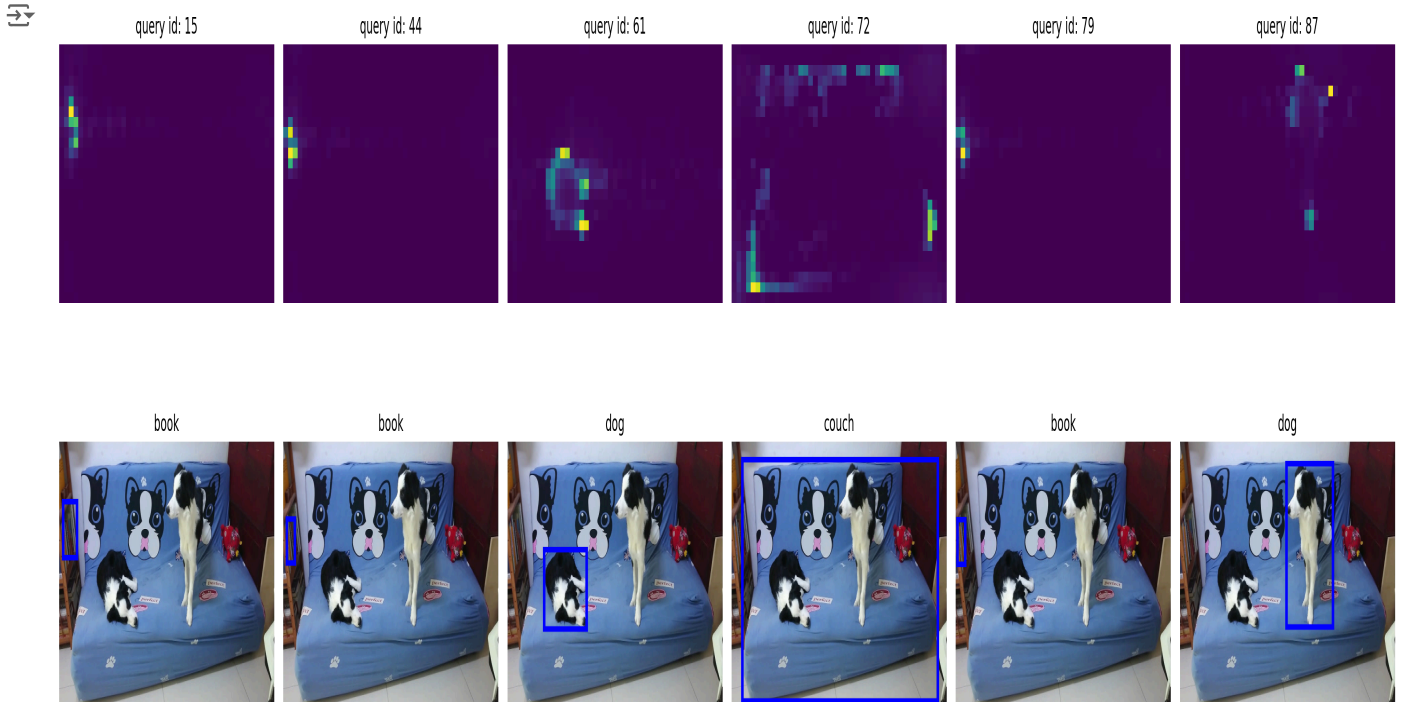 query id: 15
query id: 44
query id: 61
query id: 72
query id: 79
query id: 87
book
book
dog
couch
book
dog